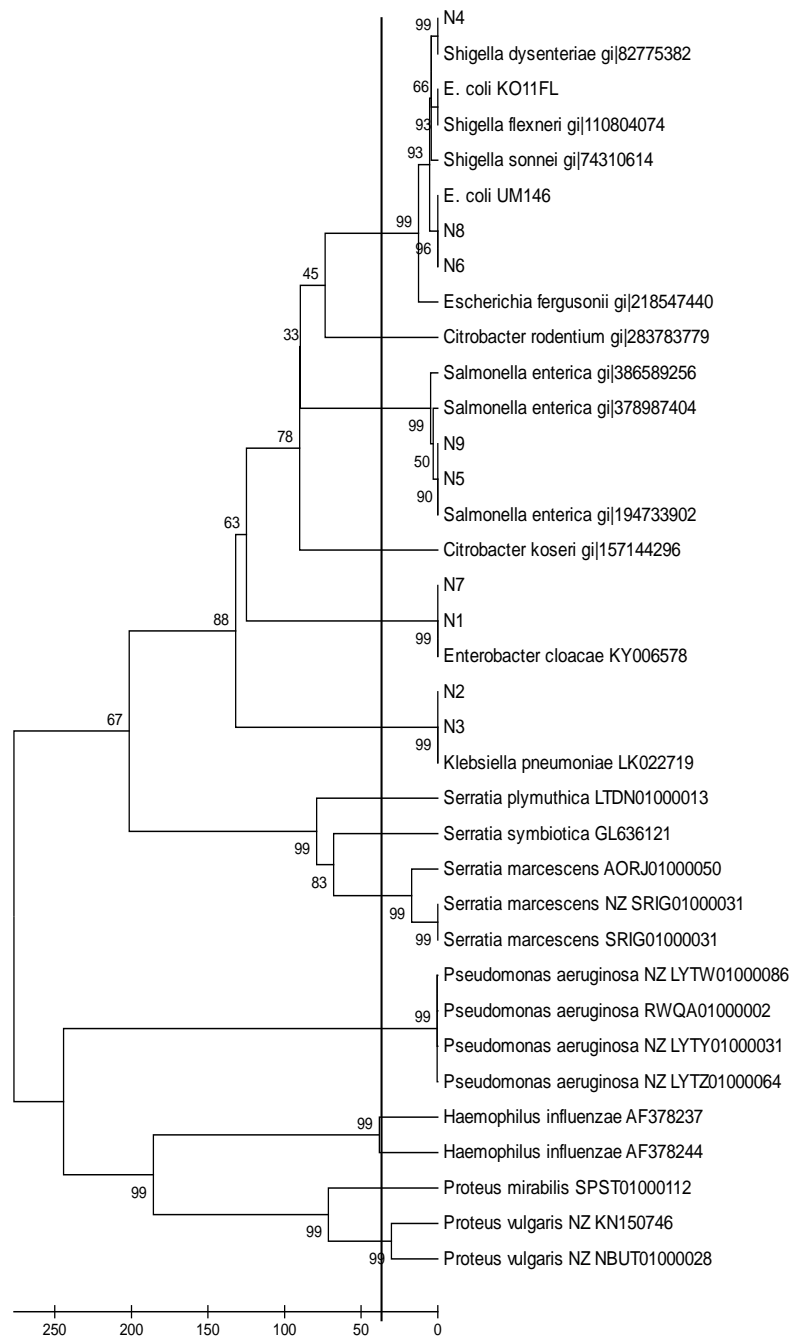 99
N4
Shigella dysenteriae gi|82775382
66
E. coli KO11FL
93
Shigella flexneri gi|110804074
93
Shigella sonnei gi|74310614
E. coli UM146
99
N8
96
N6
45
Escherichia fergusonii gi|218547440
33
Citrobacter rodentium gi|283783779
Salmonella enterica gi|386589256
Salmonella enterica gi|378987404
99
78
N9
50
N5
90
Salmonella enterica gi|194733902
63
Citrobacter koseri gi|157144296
N7
88
N1
99
Enterobacter cloacae KY006578
N2
67
N3
99
Klebsiella pneumoniae LK022719
Serratia plymuthica LTDN01000013
Serratia symbiotica GL636121
99
83
Serratia marcescens AORJ01000050
Serratia marcescens NZ SRIG01000031
99
99
Serratia marcescens SRIG01000031
Pseudomonas aeruginosa NZ LYTW01000086
99
Pseudomonas aeruginosa RWQA01000002
Pseudomonas aeruginosa NZ LYTY01000031
Pseudomonas aeruginosa NZ LYTZ01000064
99
Haemophilus influenzae AF378237
Haemophilus influenzae AF378244
99
Proteus mirabilis SPST01000112
99
Proteus vulgaris NZ KN150746
99
Proteus vulgaris NZ NBUT01000028
250 200 150 100 50 0